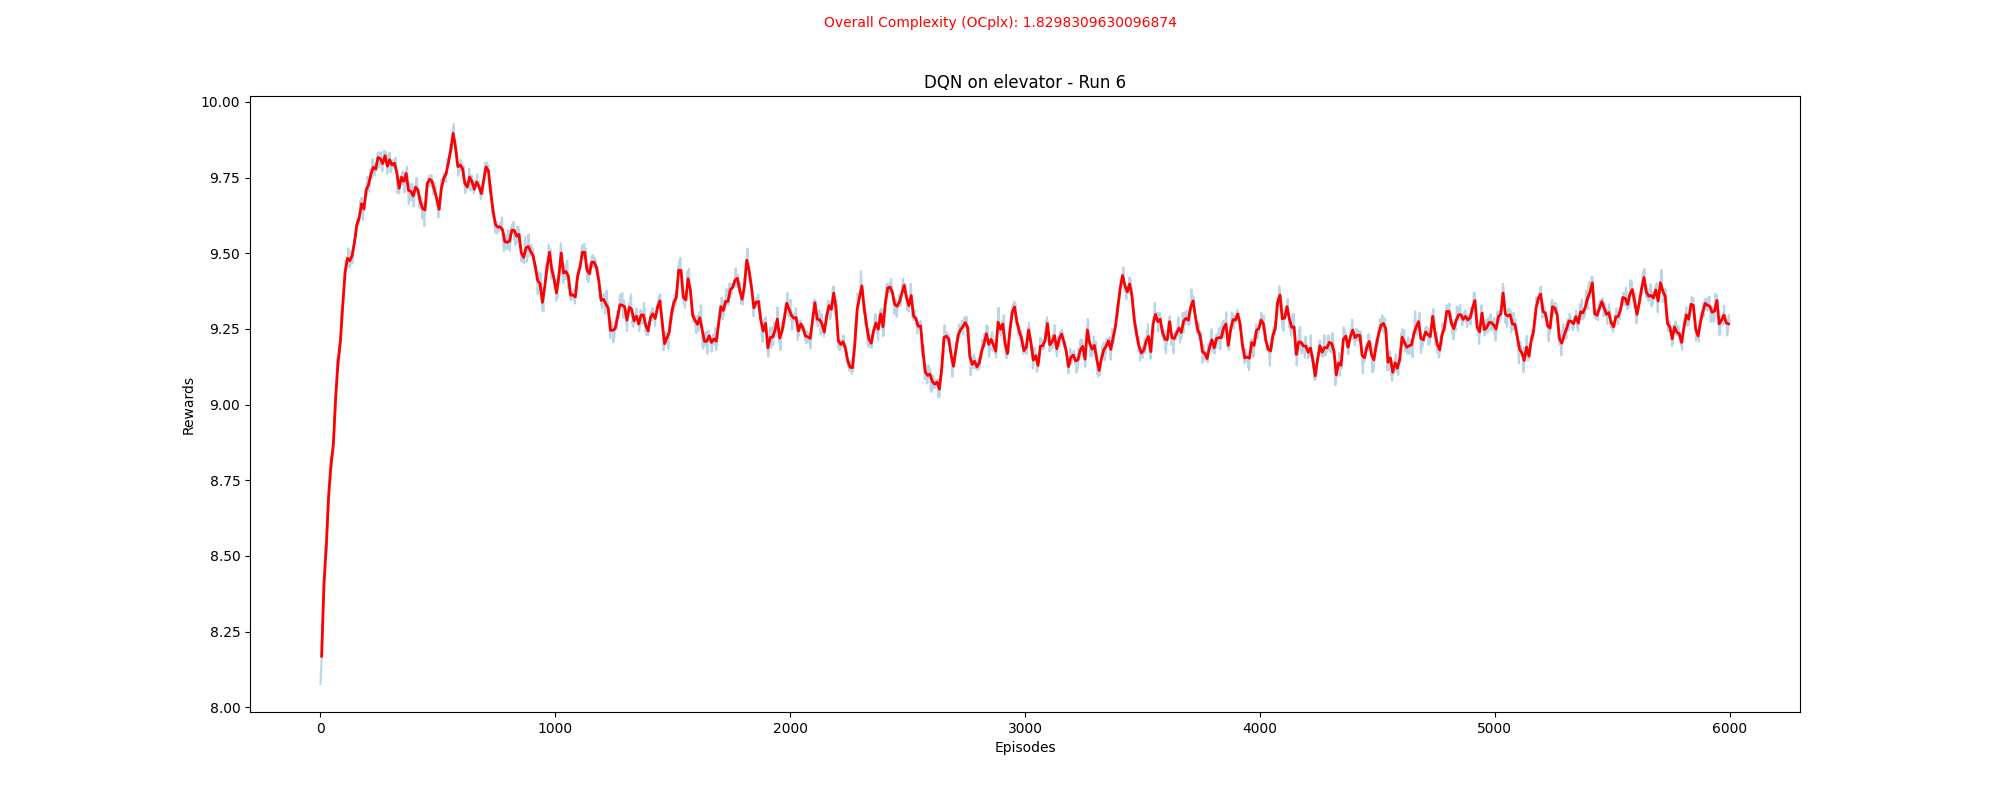 Overall Complexity (OCplx): 1.8298309630096874
DQN on elevator - Run 6
10.00
9.75
9.50
9.25
9.00
8.75
8.50
8.25
8.00
Rewards
0 1000 2000 3000 4000 5000 6000
Episodes